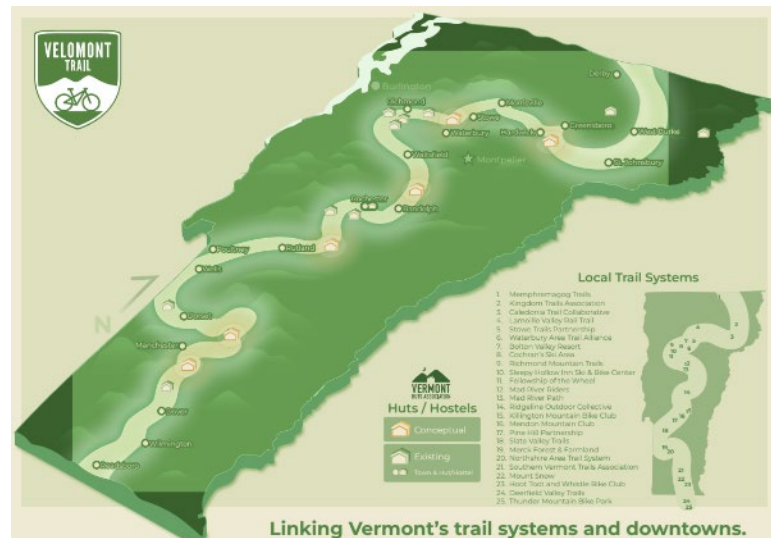 VELOMONT
TRAIL
Burlington
Richmond
Stowe
Morrisville
Waterbury
Hardwick
Greensboro
Derby
West Burke
St. Johnsbury
Montpelier
Waitsfield
Rochester
Randolph
Rutland
Poultney
Wells
Dorset
Manchester
Dover
Wilmington
Readsboro
N
VERMONT
HUTS ASSOCIATION
Huts / Hostels
Conceptual
Existing
Town & Hut/Hostel
Local Trail Systems
1. Memphremagog Trails
2. Kingdom Trails Association
3. Caledonia Trail Collaborative
4. Lamoille Valley Rail Trail
5. Stowe Trails Partnership
6. Waterbury Area Trail Alliance
7. Bolton Valley Resort
8. Cochran's Ski Area
9. Richmond Mountain Trails
10. Sleepy Hollow Inn Ski & Bike Center
11. Fellowship of the Wheel
12. Mad River Riders
13. Mad River Path
14. Ridgeline Outdoor Collective
15. Killington Mountain Bike Club
16. Mendon Mountain Club
17. Pine Hill Partnership
18. Slate Valley Trails
19. Merck Forest & Farmland
20. Northshire Area Trail System
21. Southern Vermont Trails Association
22. Mount Snow
23. Hoot Toot and Whistle Bike Club
24. Deerfield Valley Trails
25. Thunder Mountain Bike Park
Linking Vermont's trail systems and downtowns.